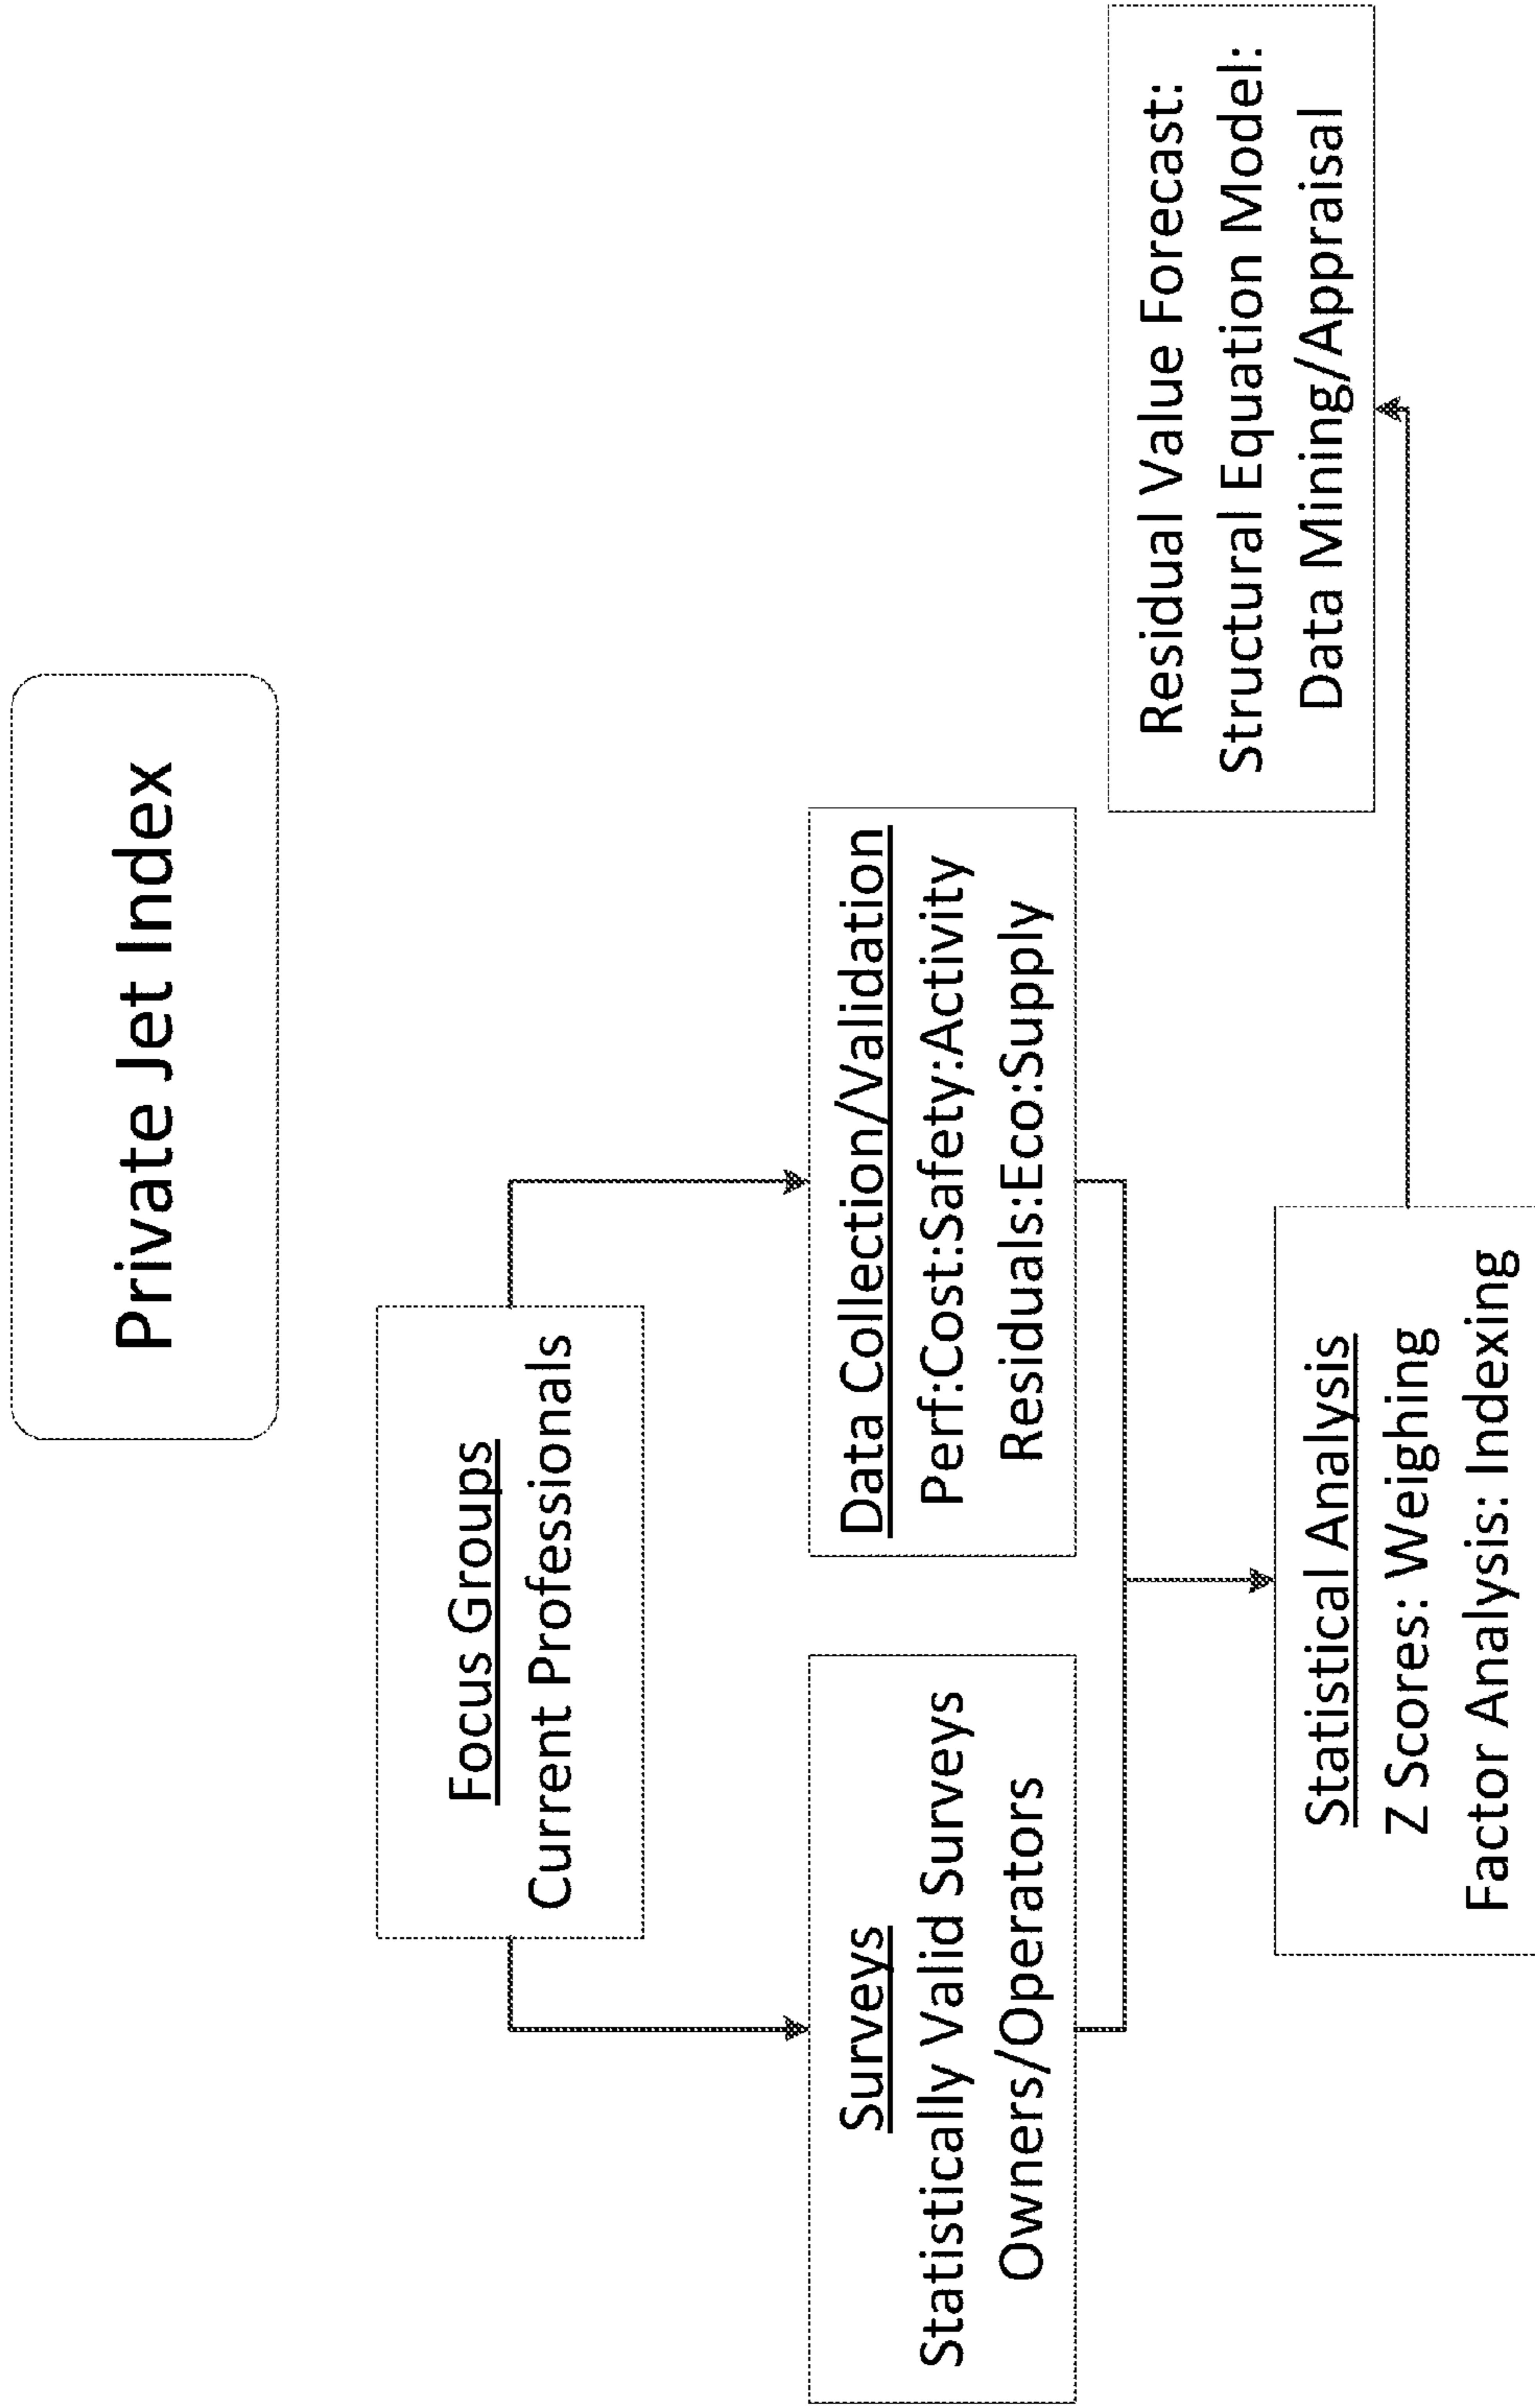 Private Jet Index
Focus Groups
Current Professionals
Surveys
Statistically Valid Surveys
Owners/Operators
Data Collection/Validation
Perf:Cost:Safety:Activity
Residuals:Eco:Supply
Statistical Analysis
Z Scores: Weighing
Factor Analysis: Indexing
Residual Value Forecast:
Structural Equation Model:
Data Mining/Appraisal